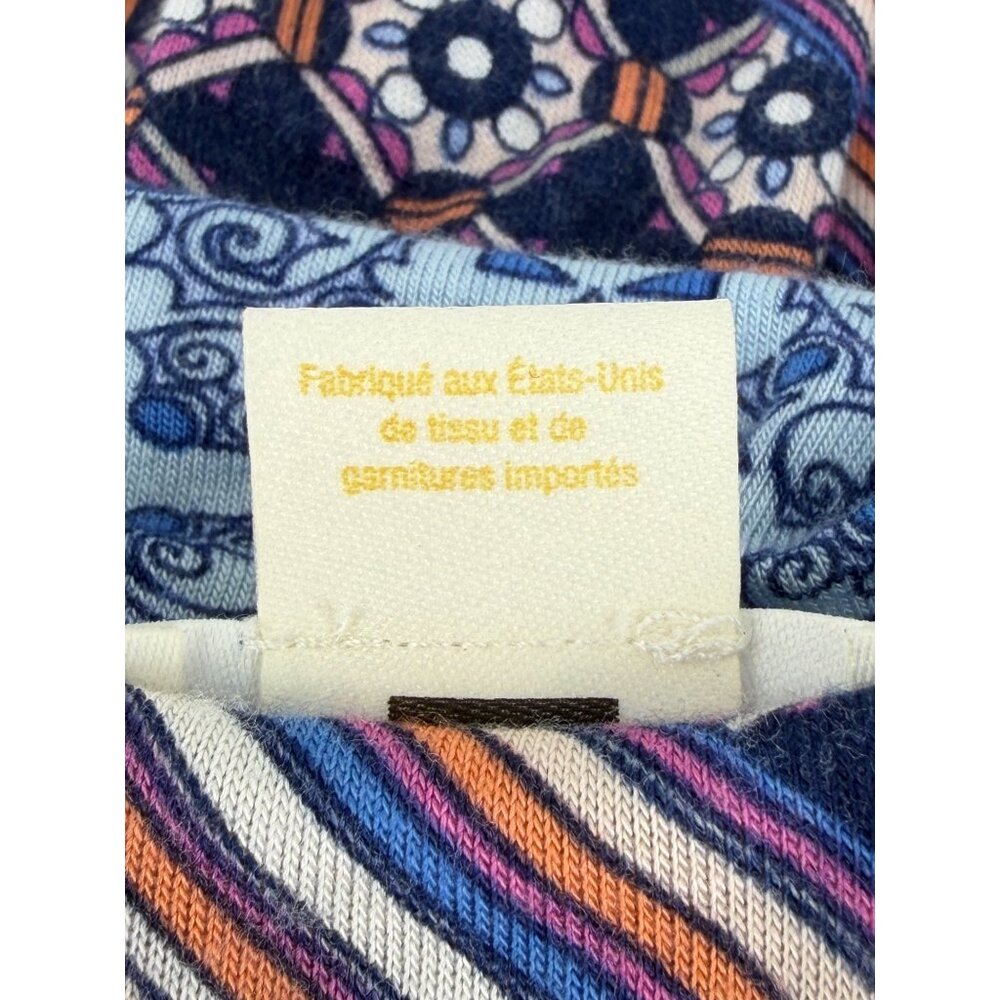 Fabriqué aux États-Unis
de tissu et de
garnitures importés